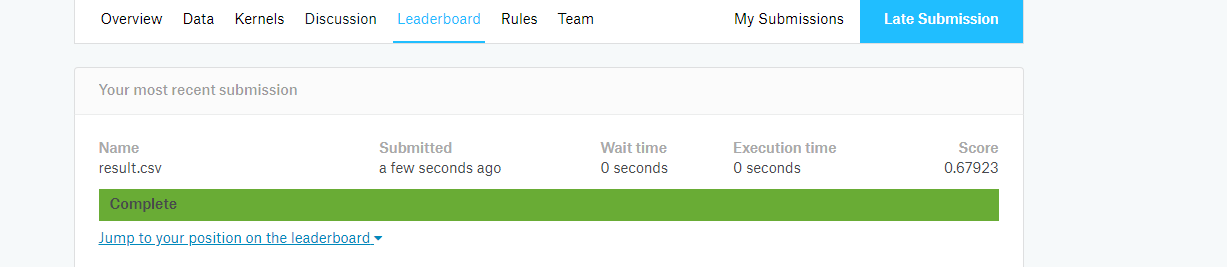 Overview Data Kernels Discussion Leaderboard Rules Team My Submissions Late Submission
Your most recent submission
Name Submitted Wait time Execution time Score
result.csv a few seconds ago 0 seconds 0 seconds 0.67923
Complete
Jump to your position on the leaderboard